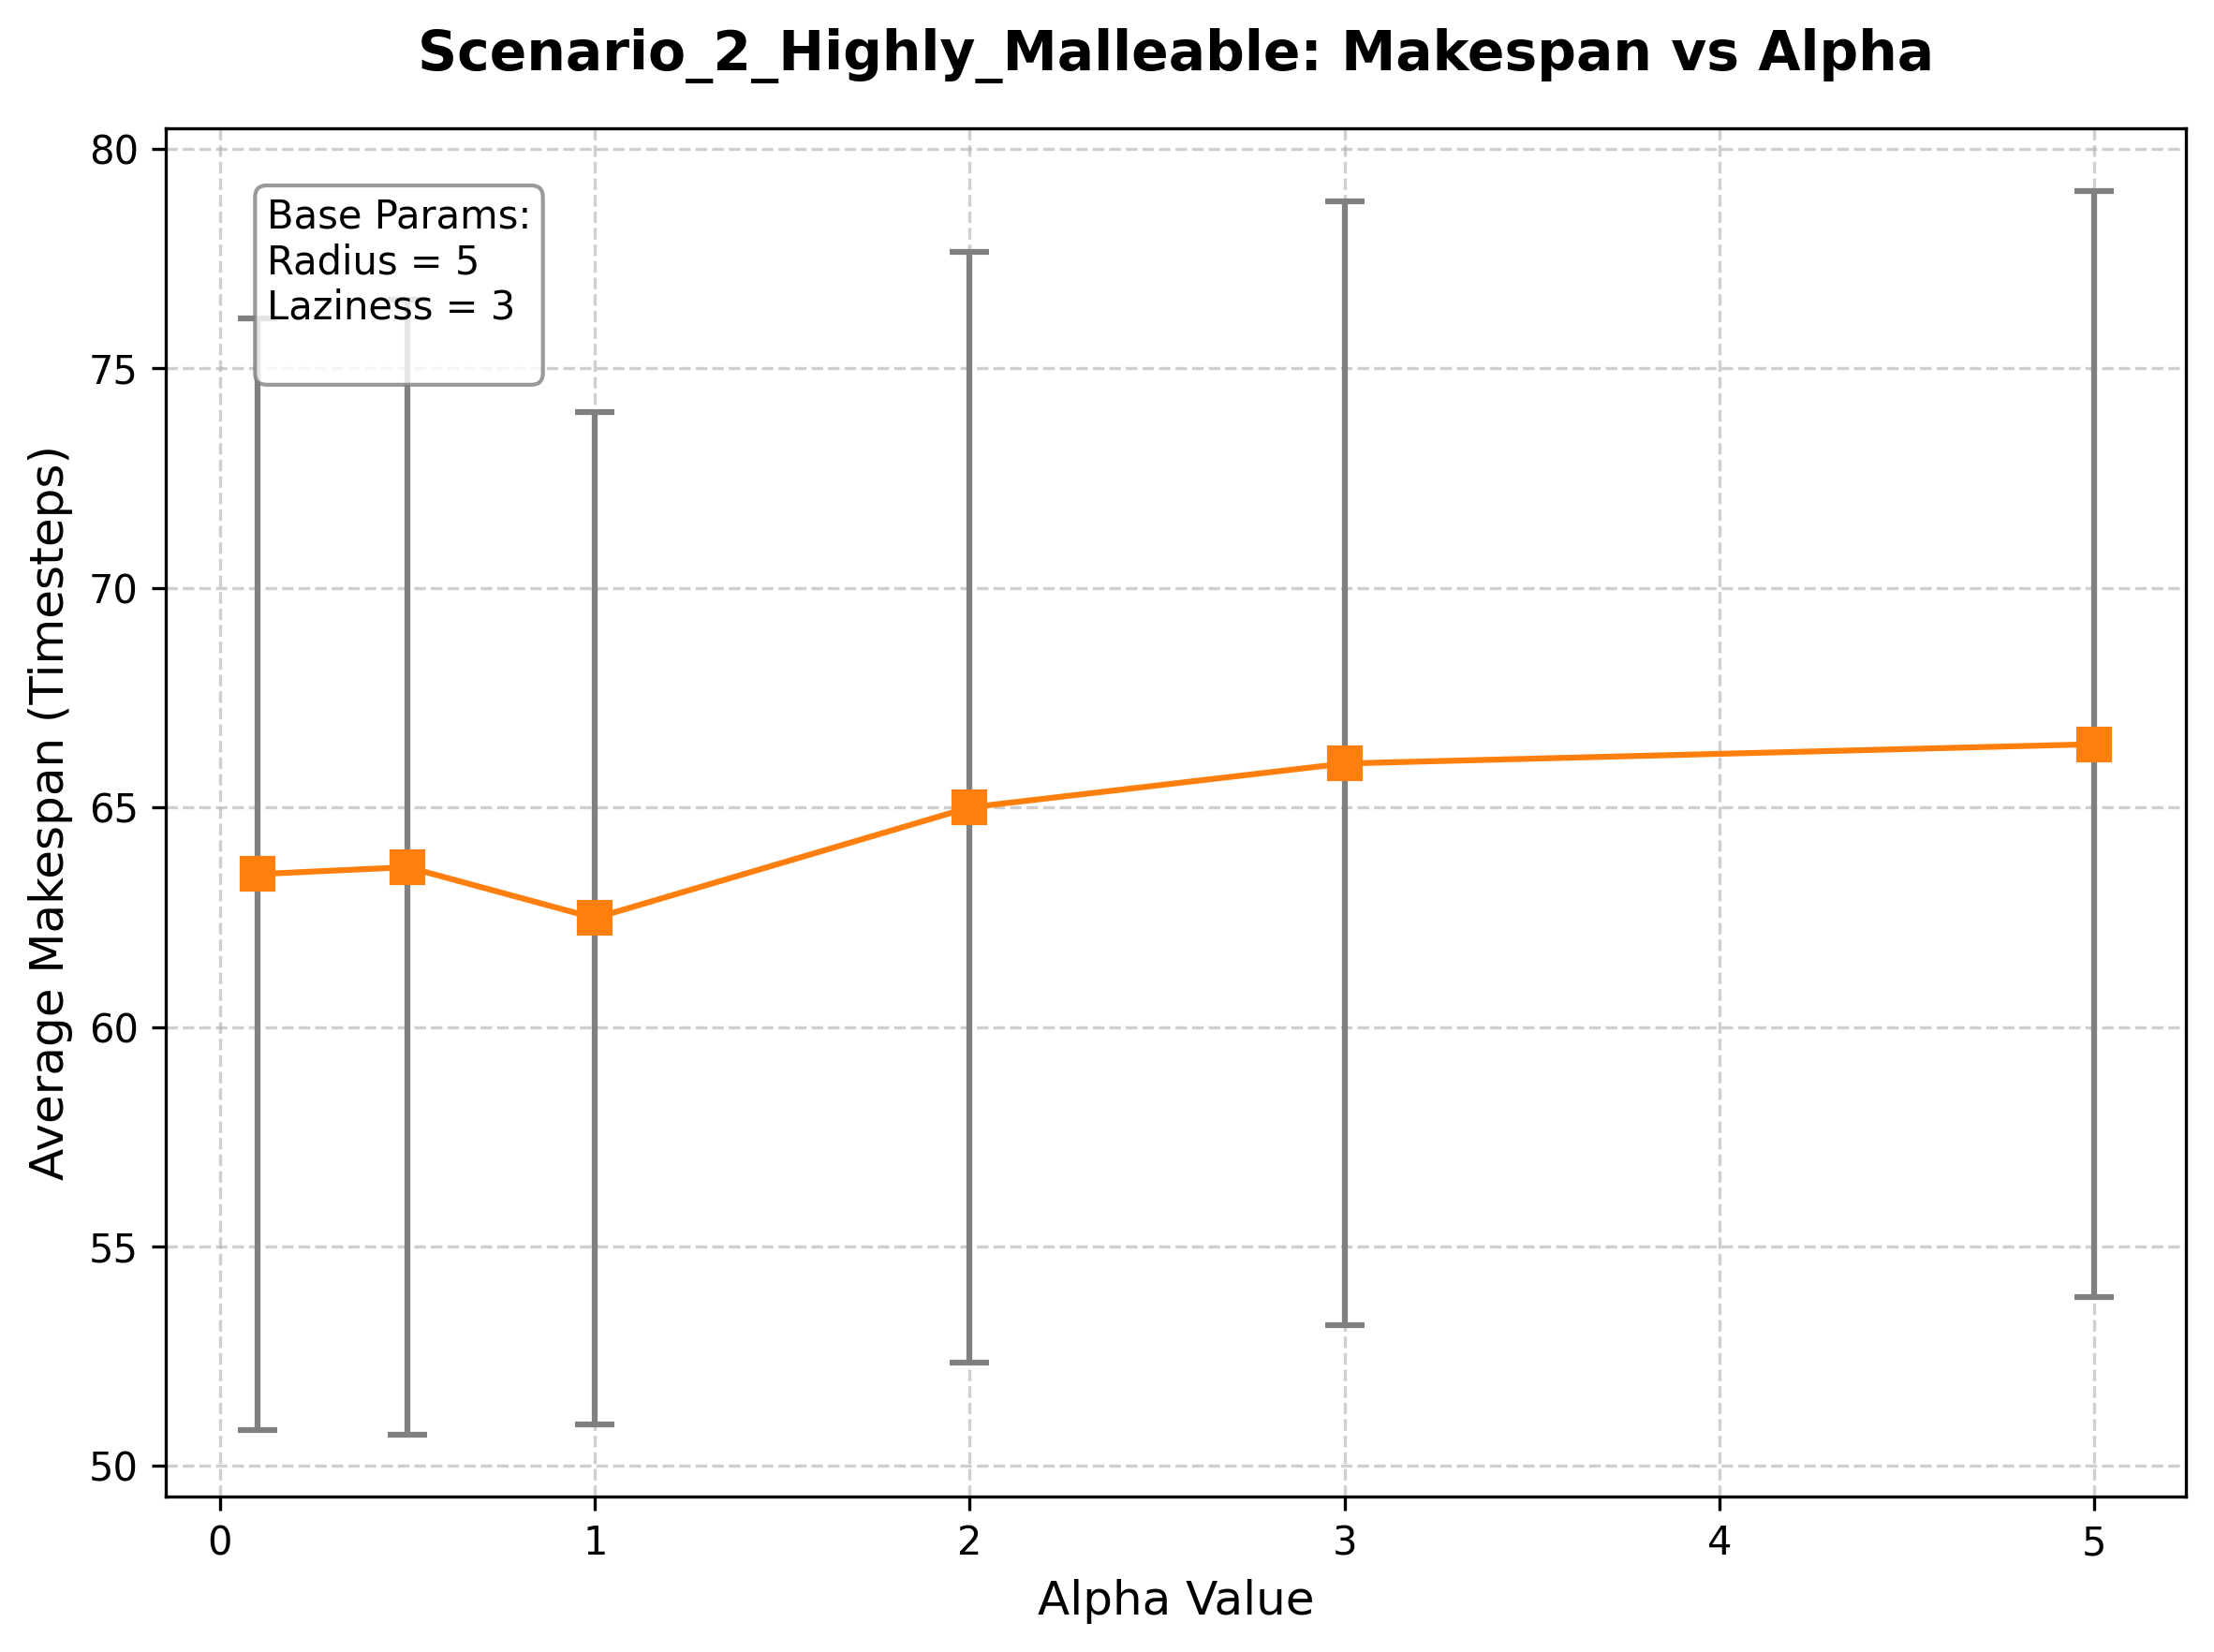 Scenario_2_Highly_Malleable: Makespan vs Alpha
80
75
70
65
60
55
50
Average Makespan (Timesteps)
Base Params:
Radius = 5
Laziness = 3
0 1 2 3 4 5
Alpha Value